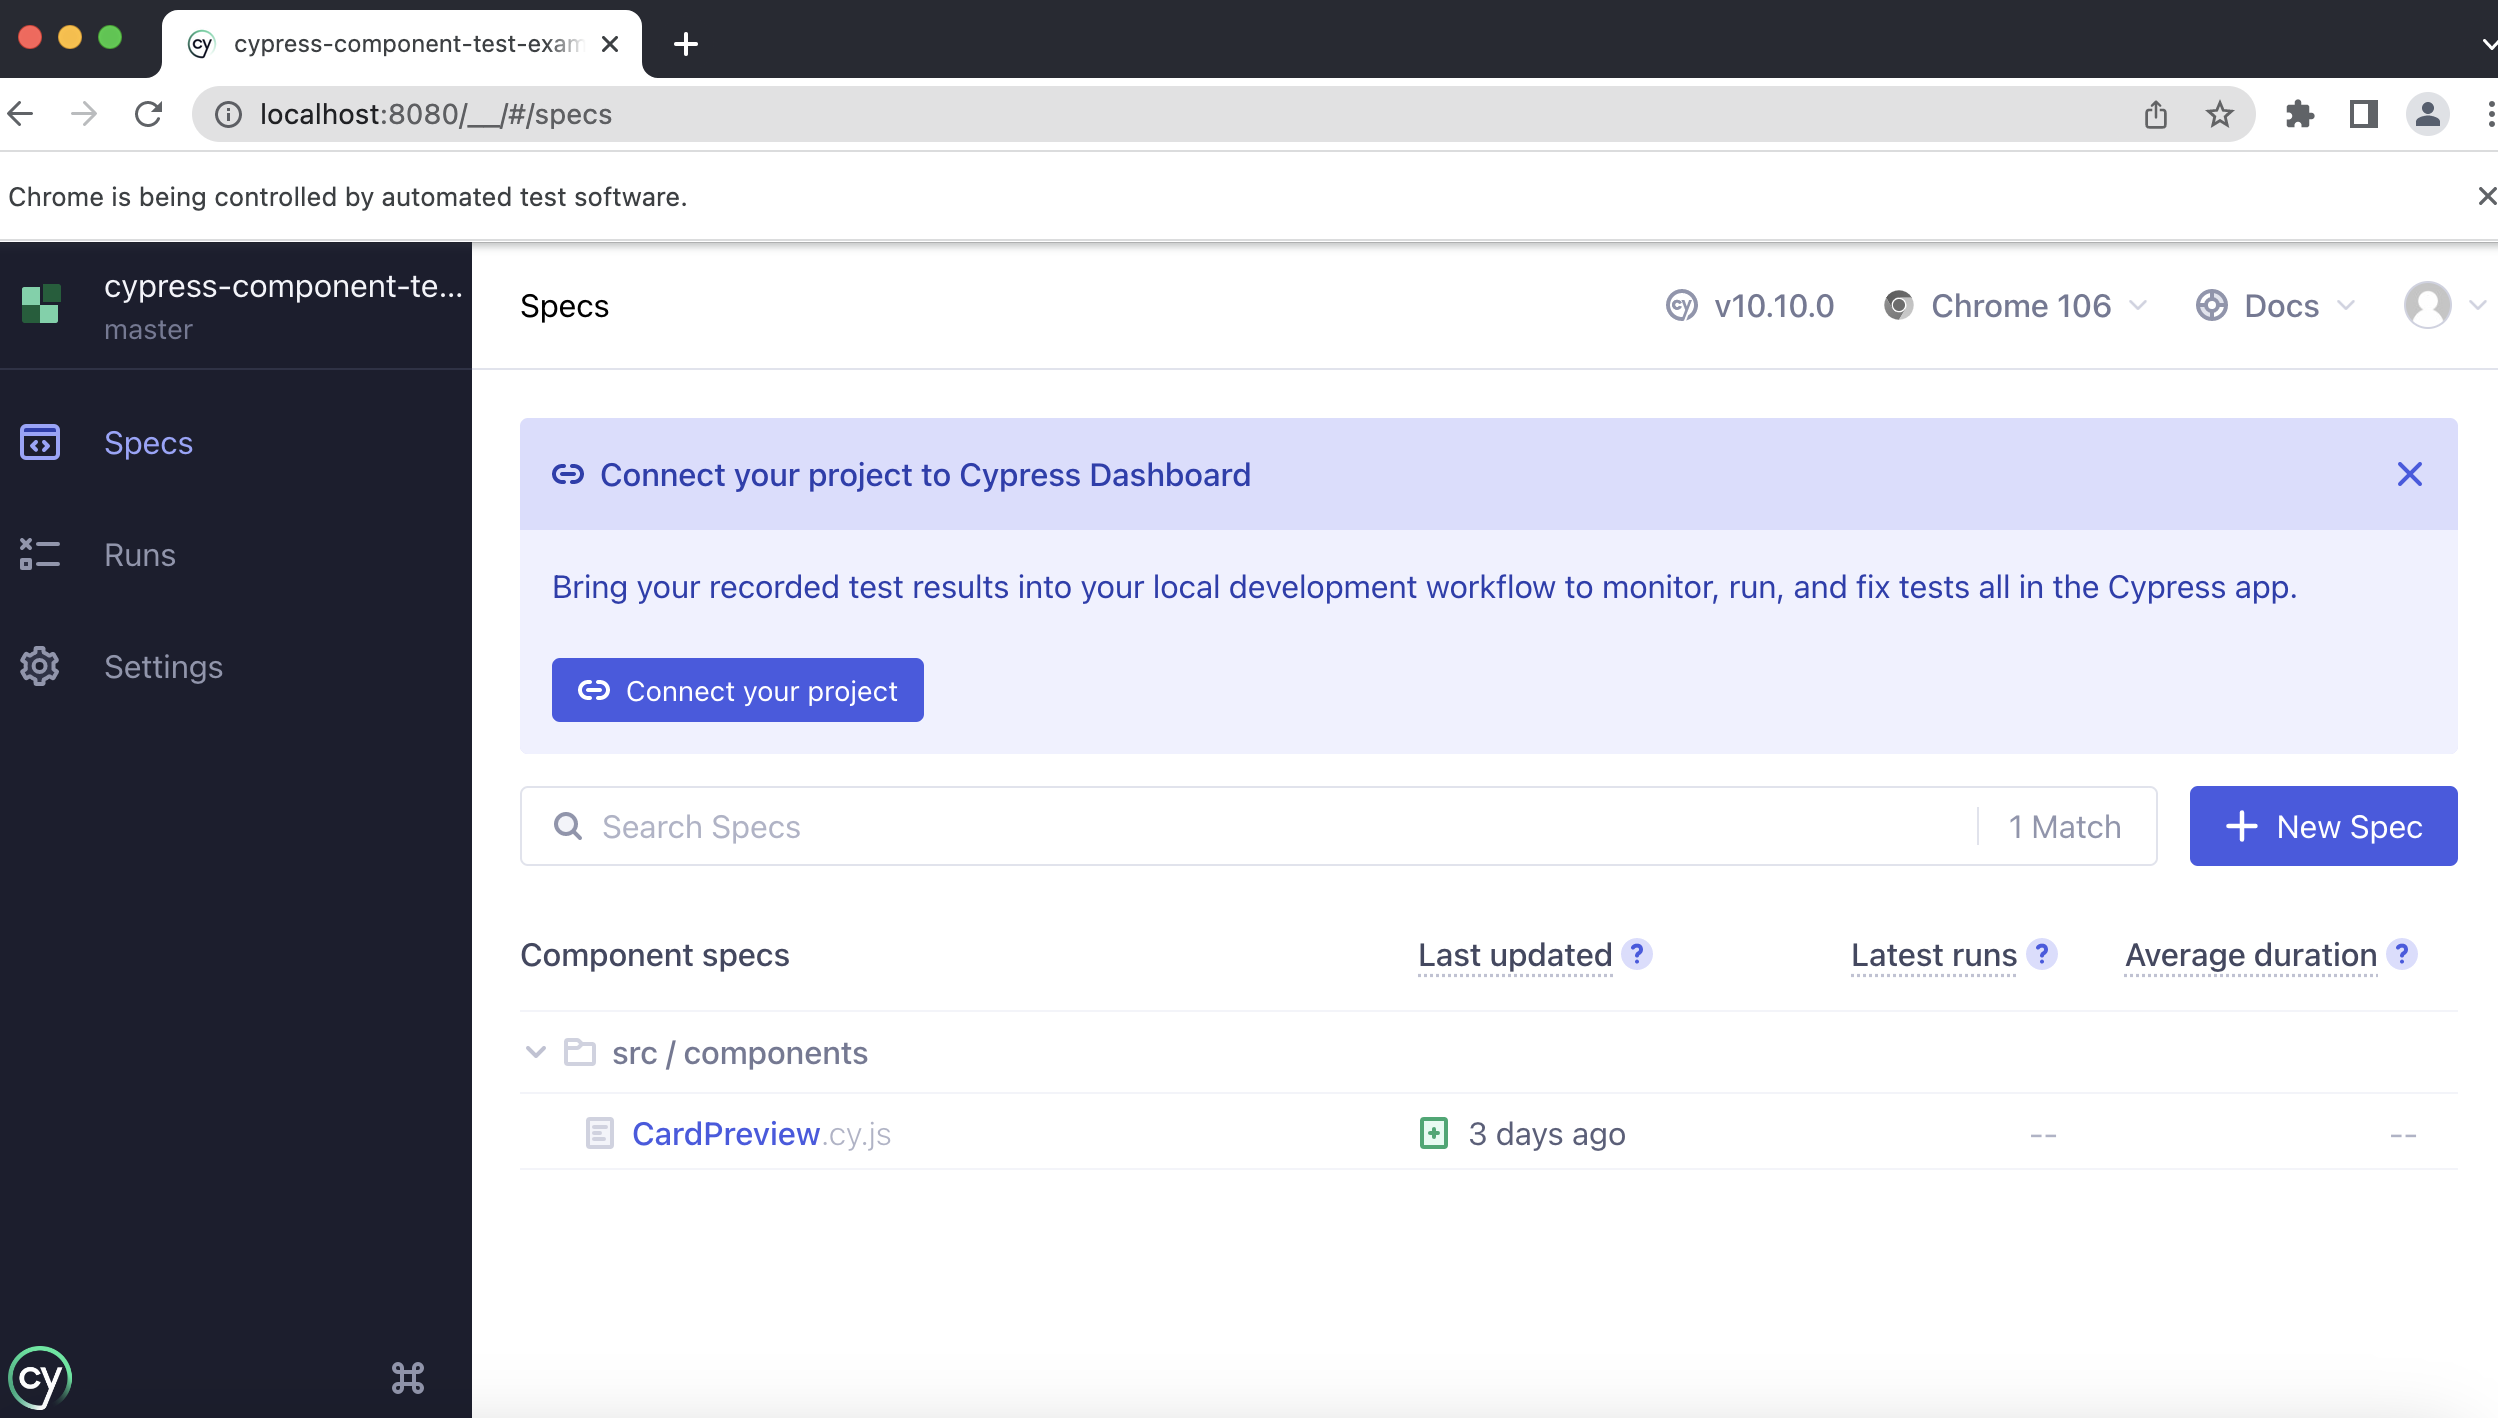 cypress-component-test-exam
localhost:8080/__/#/specs
Chrome is being controlled by automated test software.
cypress-component-te...
master
Specs
Runs
Settings
cy
Specs
cy v10.10.0
Chrome 106
Docs
Connect your project to Cypress Dashboard
Bring your recorded test results into your local development workflow to monitor, run, and fix tests all in the Cypress app.
Connect your project
Search Specs
1 Match
New Spec
Component specs
Last updated ?
Latest runs ?
Average duration ?
src / components
CardPreview.cy.js
3 days ago
--
--